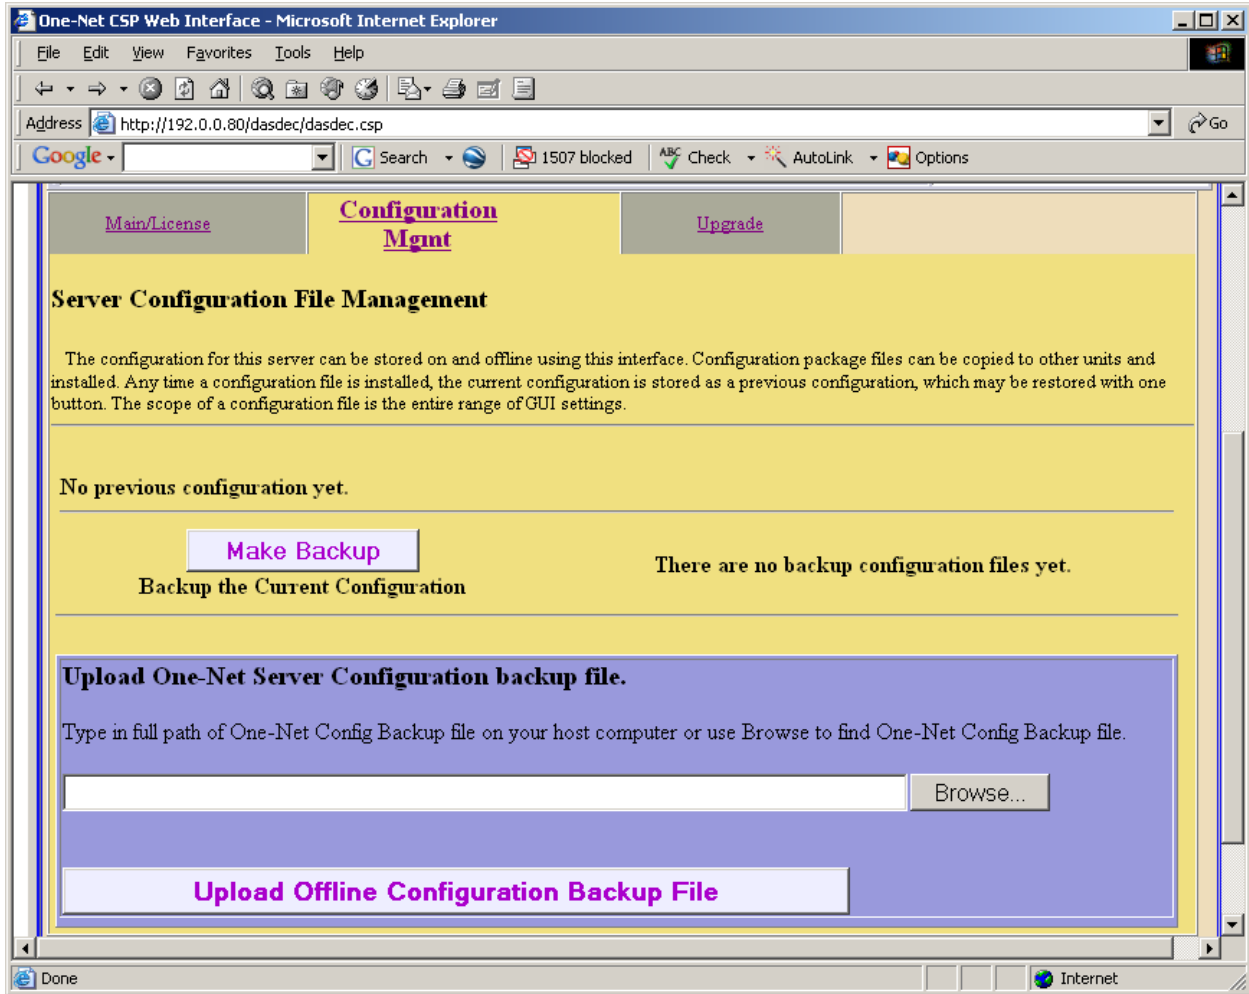 One-Net CSP Web Interface - Microsoft Internet Explorer
File Edit View Favorites Tools Help
Address http://192.0.0.80/dasdec/dasdec.csp Go
Google Search 1507 blocked ABC Check AutoLink Options
Main/License
Configuration
Mgmt
Upgrade
Server Configuration File Management
The configuration for this server can be stored on and offline using this interface. Configuration package files can be copied to other units and
installed. Any time a configuration file is installed, the current configuration is stored as a previous configuration, which may be restored with one
button. The scope of a configuration file is the entire range of GUI settings.
No previous configuration yet.
Make Backup
Backup the Current Configuration
There are no backup configuration files yet.
Upload One-Net Server Configuration backup file.
Type in full path of One-Net Config Backup file on your host computer or use Browse to find One-Net Config Backup file.
Browse...
Upload Offline Configuration Backup File
Done Internet